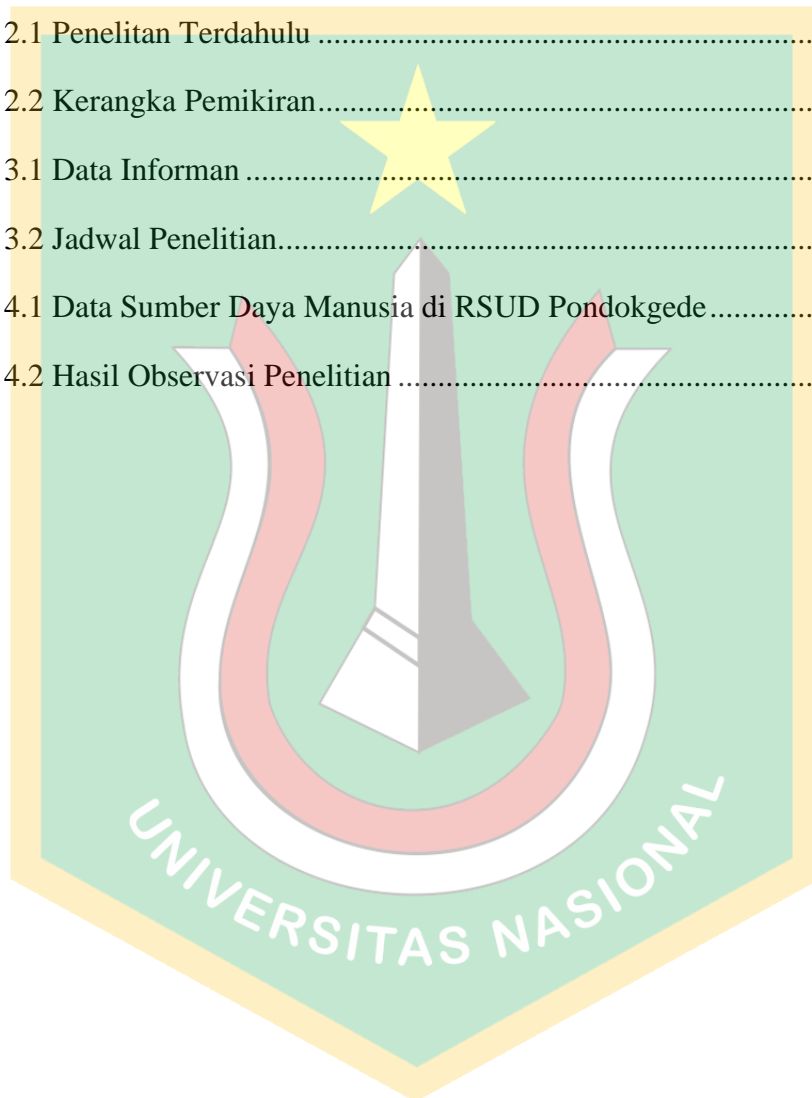 2.1 Penelitan Terdahulu ..............................................................
2.2 Kerangka Pemikiran..............................................................
3.1 Data Informan .......................................................................
3.2 Jadwal Penelitian...................................................................
4.1 Data Sumber Daya Manusia di RSUD Pondokgede.............
4.2 Hasil Observasi Penelitian ....................................................
UNIVERSITAS NASIONAL